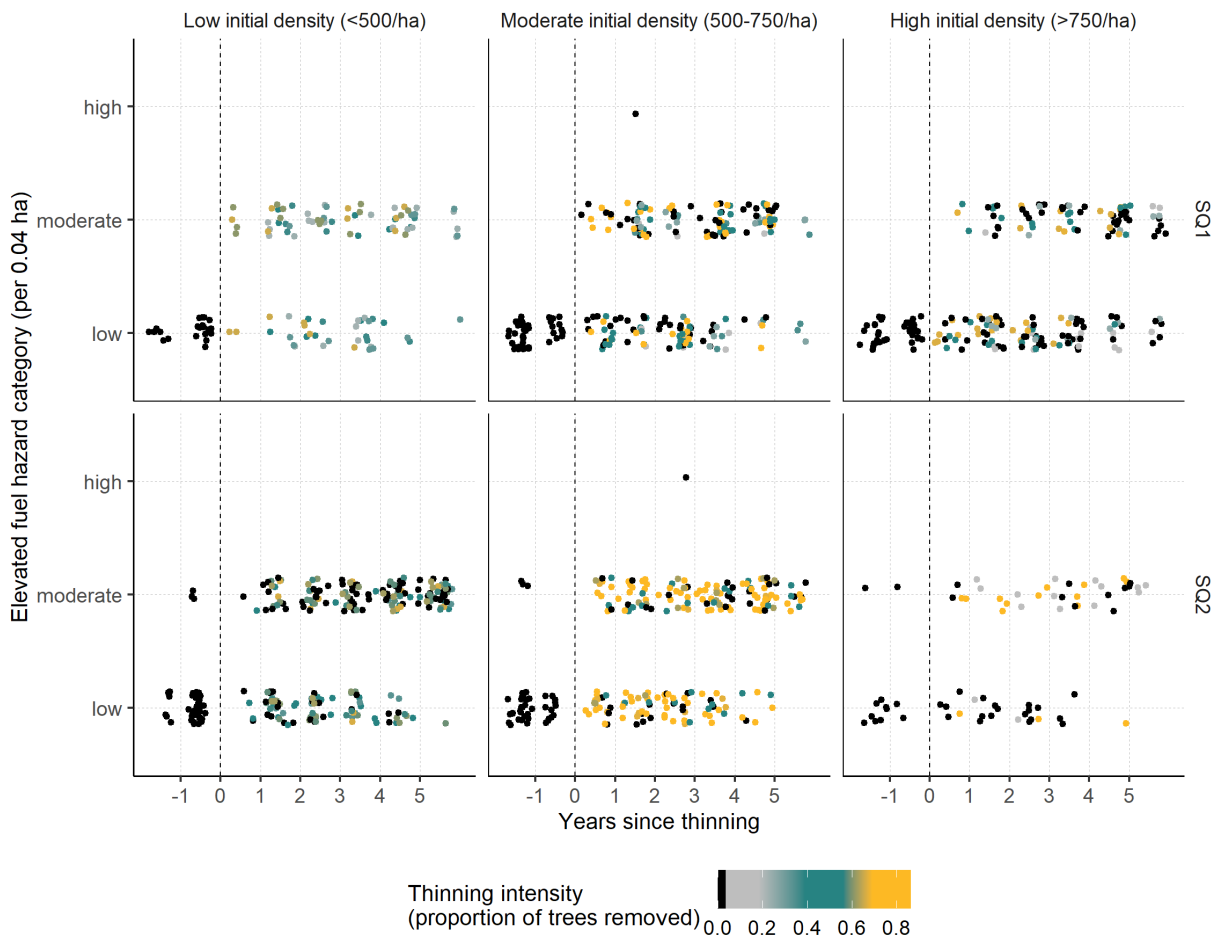 Low initial density (<500/ha)
Moderate initial density (500-750/ha)
High initial density (>750/ha)
Elevated fuel hazard category (per 0.04 ha)
high
moderate
low
SQ1
high
moderate
low
SQ2
-1 0 1 2 3 4 5
-1 0 1 2 3 4 5
-1 0 1 2 3 4 5
Years since thinning
Thinning intensity
(proportion of trees removed)
0.0 0.2 0.4 0.6 0.8